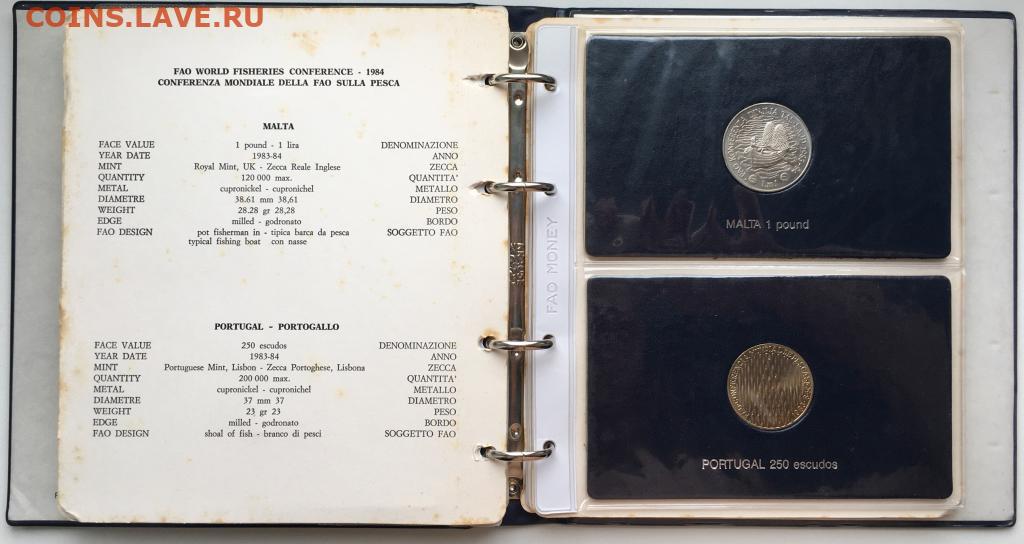 COINS.LAVE.RU
FAO WORLD FISHERIES CONFERENCE - 1984
CONFERENZA MONDIALE DELLA FAO SULLA PESCA
MALTA
FACE VALUE 1 pound - 1 lira DENOMINAZIONE
YEAR DATE 1983-84 ANNO
MINT Royal Mint, UK - Zecca Reale Inglese ZECCA
QUANTITY 120 000 max. QUANTITA'
METAL cupronickel - cupronichel METALLO
DIAMETRE 38.61 mm 38,61 DIAMETRO
WEIGHT 28.28 gr 28,28 PESO
EDGE milled - godronato BORDO
FAO DESIGN pot fisherman in - tipica barca da pesca SOGGETTO FAO
typical fishing boat con nasse
PORTUGAL - PORTOGALLO
FACE VALUE 250 escudos DENOMINAZIONE
YEAR DATE 1983-84 ANNO
MINT Portuguese Mint, Lisbon - Zecca Portoghese, Lisbona ZECCA
QUANTITY 200 000 max. QUANTITA'
METAL cupronickel - cupronichel METALLO
DIAMETRE 37 mm 37 DIAMETRO
WEIGHT 23 gr 23 PESO
EDGE milled - godronato BORDO
FAO DESIGN shoal of fish - branco di pesci SOGGETTO FAO
FAO MONEY
MALTA 1 pound
PORTUGAL 250 escudos